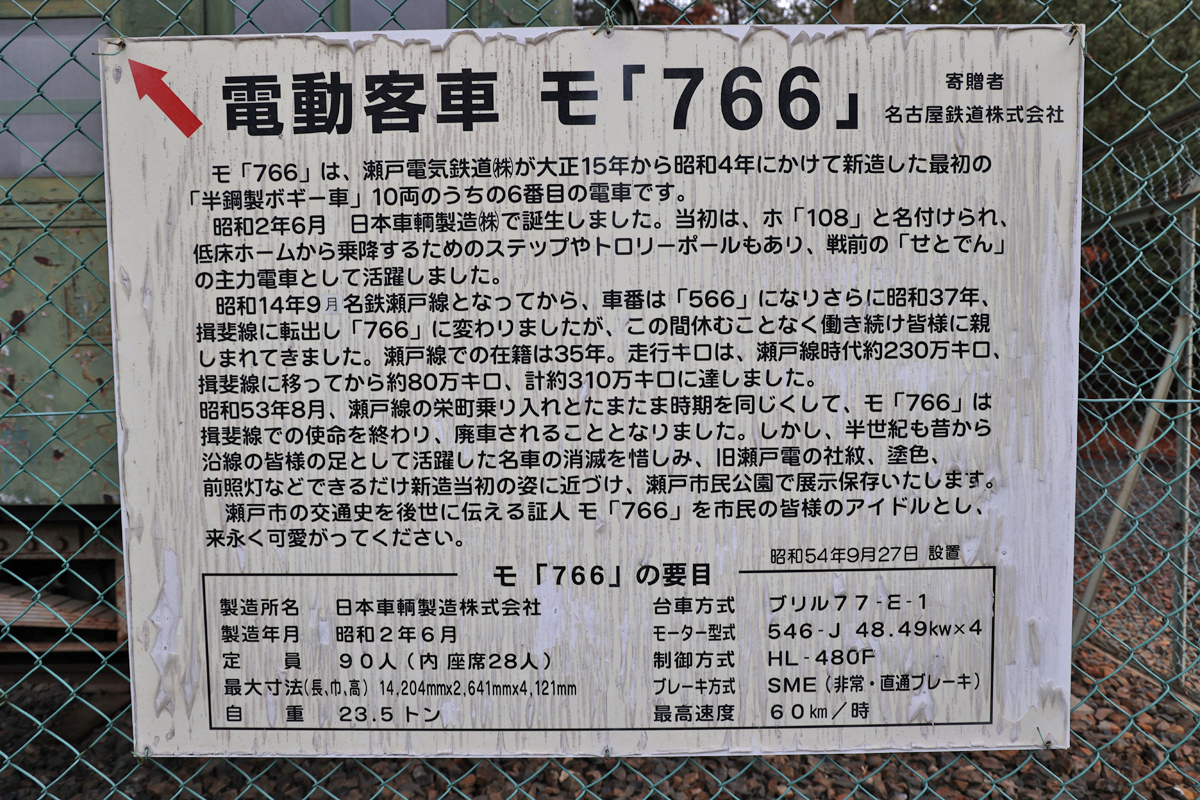 電動客車 モ「766」
寄贈者
名古屋鉄道株式会社
モ「766」は、瀬戸電気鉄道㈱が大正15年から昭和4年にかけて新造した最初の
「半鋼製ボギー車」10両のうちの6番目の電車です。
昭和2年6月 日本車輌製造㈱で誕生しました。当初は、ホ「108」と名付けられ、
低床ホームから乗降するためのステップやトロリーポールもあり、戦前の「せとでん」
の主力電車として活躍しました。
昭和14年9月 名鉄瀬戸線となってから、車番は「566」になりさらに昭和37年、
揖斐線に転出し「766」に変わりましたが、この間休むことなく働き続け皆様に親
しまれてきました。瀬戸線での在籍は35年。走行キロは、瀬戸線時代約230万キロ、
揖斐線に移ってから約80万キロ、計約310万キロに達しました。
昭和53年8月、瀬戸線の栄町乗り入れとたまたま時期を同じくして、モ「766」は
揖斐線での使命を終わり、廃車されることとなりました。しかし、半世紀も昔から
沿線の皆様の足として活躍した名車の消滅を惜しみ、旧瀬戸電の社紋、塗色、
前照灯などできるだけ新造当初の姿に近づけ、瀬戸市民公園で展示保存いたします。
瀬戸市の交通史を後世に伝える証人 モ「766」を市民の皆様のアイドルとし、
来永く可愛がってください。
昭和54年9月27日 設置
モ「766」の要目
製造所名 日本車輌製造株式会社
製造年月 昭和2年6月
定員 90人(内 座席28人)
最大寸法(長、巾、高) 14,204mmx2,641mmx4,121mm
自重 23.5トン
台車方式 ブリル77-E-1
モーター型式 546-J 48.49kw×4
制御方式 HL-480F
ブレーキ方式 SME(非常・直通ブレーキ)
最高速度 60km/時